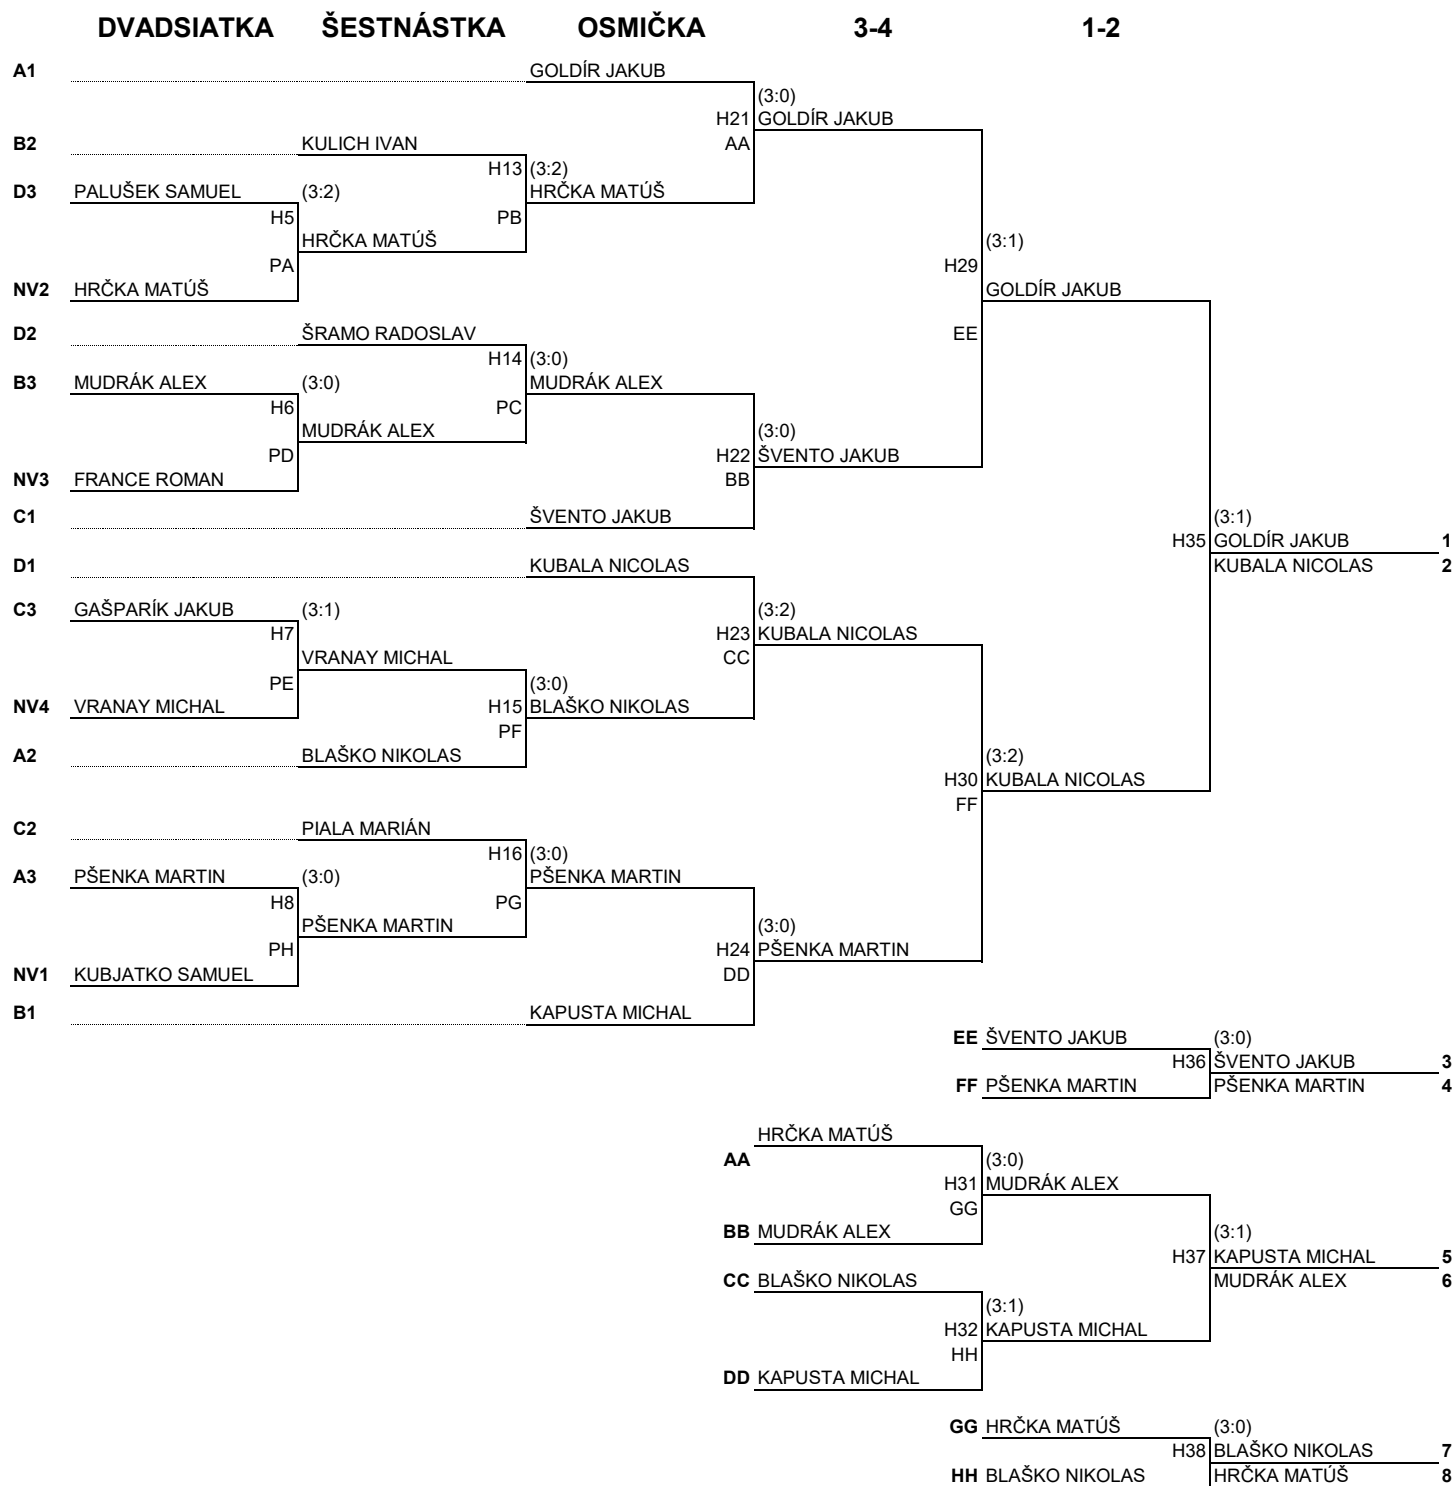 DVADSIATKA ŠESTNÁSTKA OSMIČKA 3-4 1-2
A1 GOLDÍR JAKUB
(3:0)
H21 GOLDÍR JAKUB
B2 KULICH IVAN AA
H13 (3:2)
D3 PALUŠEK SAMUEL (3:2) HRČKA MATÚŠ
H5 PB
HRČKA MATÚŠ (3:1)
PA H29
NV2 HRČKA MATÚŠ GOLDÍR JAKUB
D2 ŠRAMO RADOSLAV EE
H14 (3:0)
B3 MUDRÁK ALEX (3:0) MUDRÁK ALEX
H6 PC
MUDRÁK ALEX (3:0)
PD H22 ŠVENTO JAKUB
NV3 FRANCE ROMAN BB
C1 ŠVENTO JAKUB (3:1)
H35 GOLDÍR JAKUB 1
D1 KUBALA NICOLAS KUBALA NICOLAS 2
C3 GAŠPARÍK JAKUB (3:1) (3:2)
H7 H23 KUBALA NICOLAS
VRANAY MICHAL CC
PE (3:0)
NV4 VRANAY MICHAL H15 BLAŠKO NIKOLAS
PF
A2 BLAŠKO NIKOLAS (3:2)
H30 KUBALA NICOLAS
FF
C2 PIALA MARIÁN
H16 (3:0)
A3 PŠENKA MARTIN (3:0) PŠENKA MARTIN
H8 PG
PŠENKA MARTIN (3:0)
PH H24 PŠENKA MARTIN
NV1 KUBJATKO SAMUEL DD
B1 KAPUSTA MICHAL
EE ŠVENTO JAKUB (3:0)
H36 ŠVENTO JAKUB 3
FF PŠENKA MARTIN PŠENKA MARTIN 4
HRČKA MATÚŠ
AA (3:0)
H31 MUDRÁK ALEX
GG
BB MUDRÁK ALEX (3:1)
H37 KAPUSTA MICHAL 5
CC BLAŠKO NIKOLAS MUDRÁK ALEX 6
(3:1)
H32 KAPUSTA MICHAL
HH
DD KAPUSTA MICHAL
GG HRČKA MATÚŠ (3:0)
H38 BLAŠKO NIKOLAS 7
HH BLAŠKO NIKOLAS HRČKA MATÚŠ 8